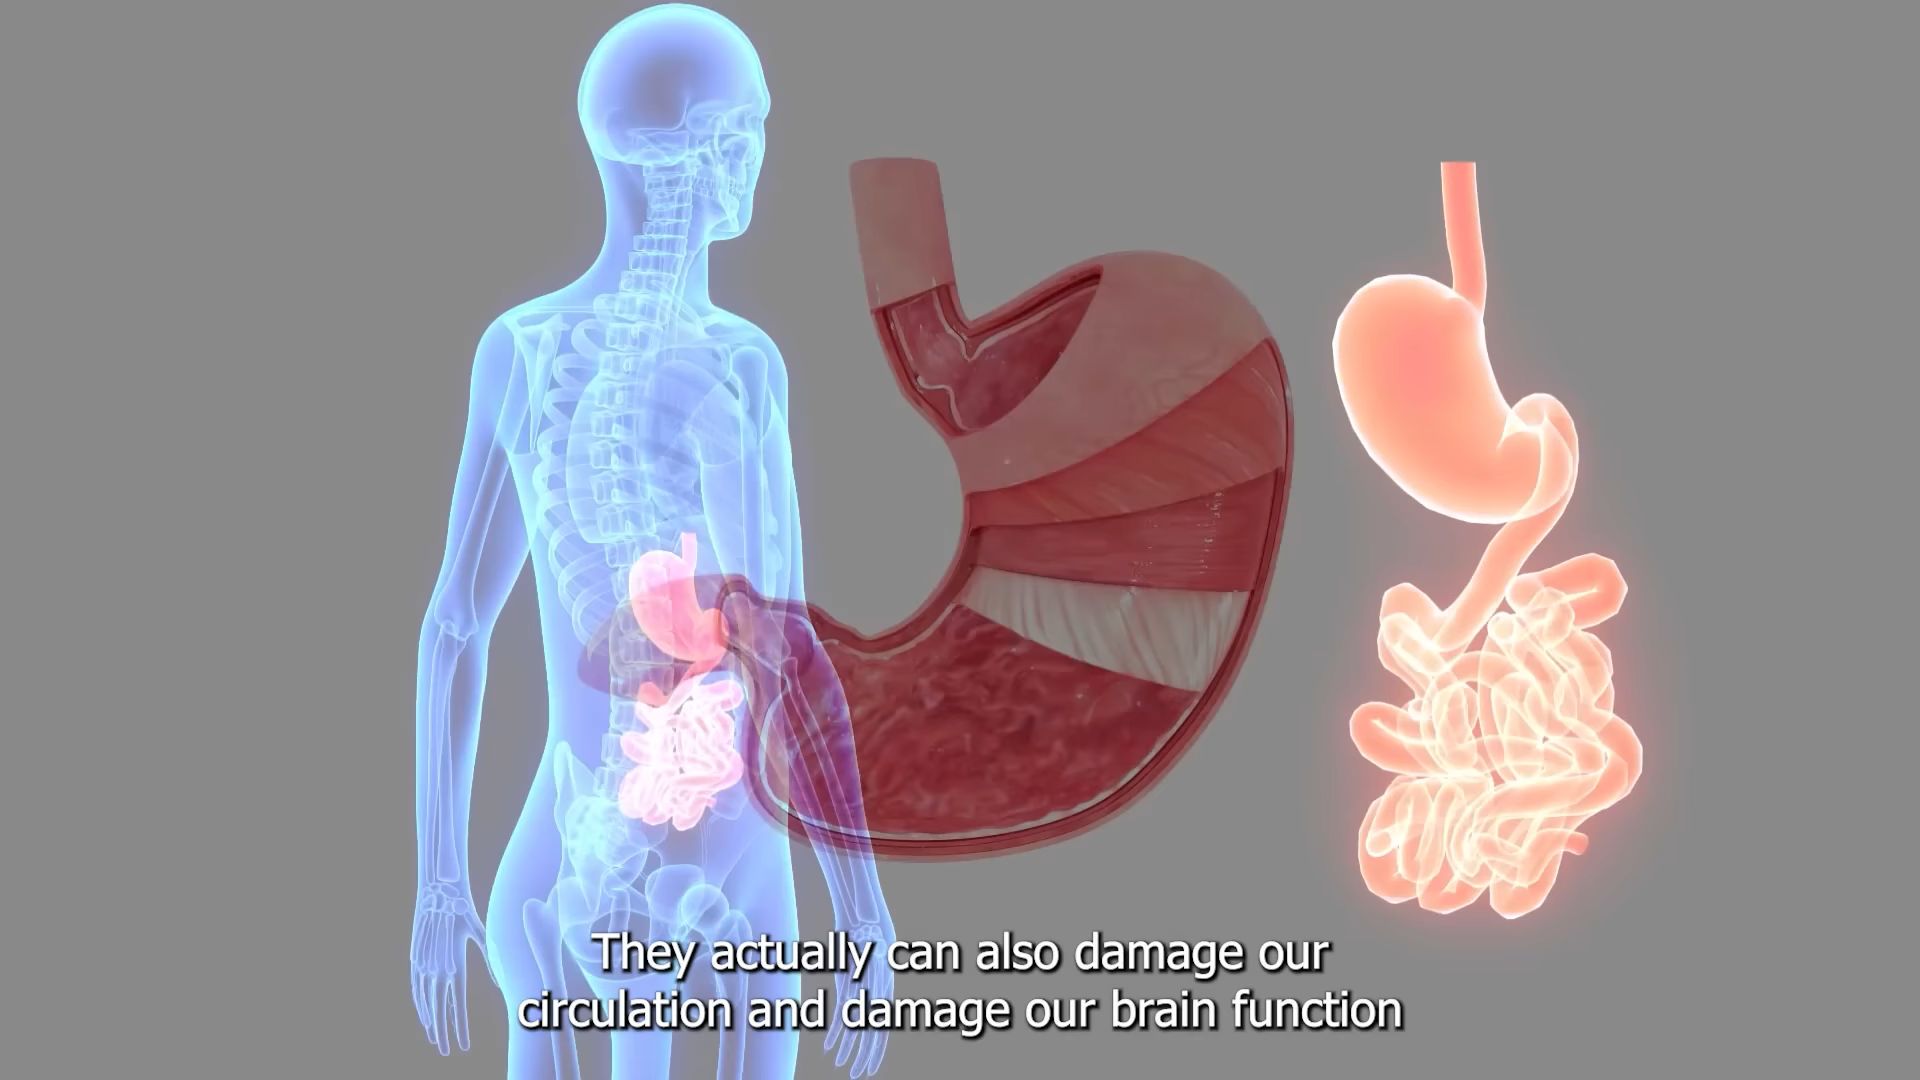 They actually can also damage our
circulation and damage our brain function